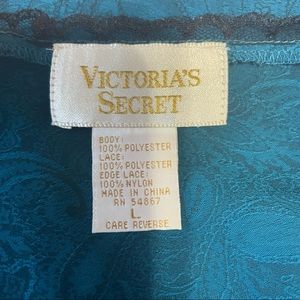 VICTORIA'S
SECRET
BODY:
100% POLYESTER
LACE:
100% POLYESTER
EDGE LACE:
100% NYLON
MADE IN CHINA
RN 54867
L
CARE REVERSE